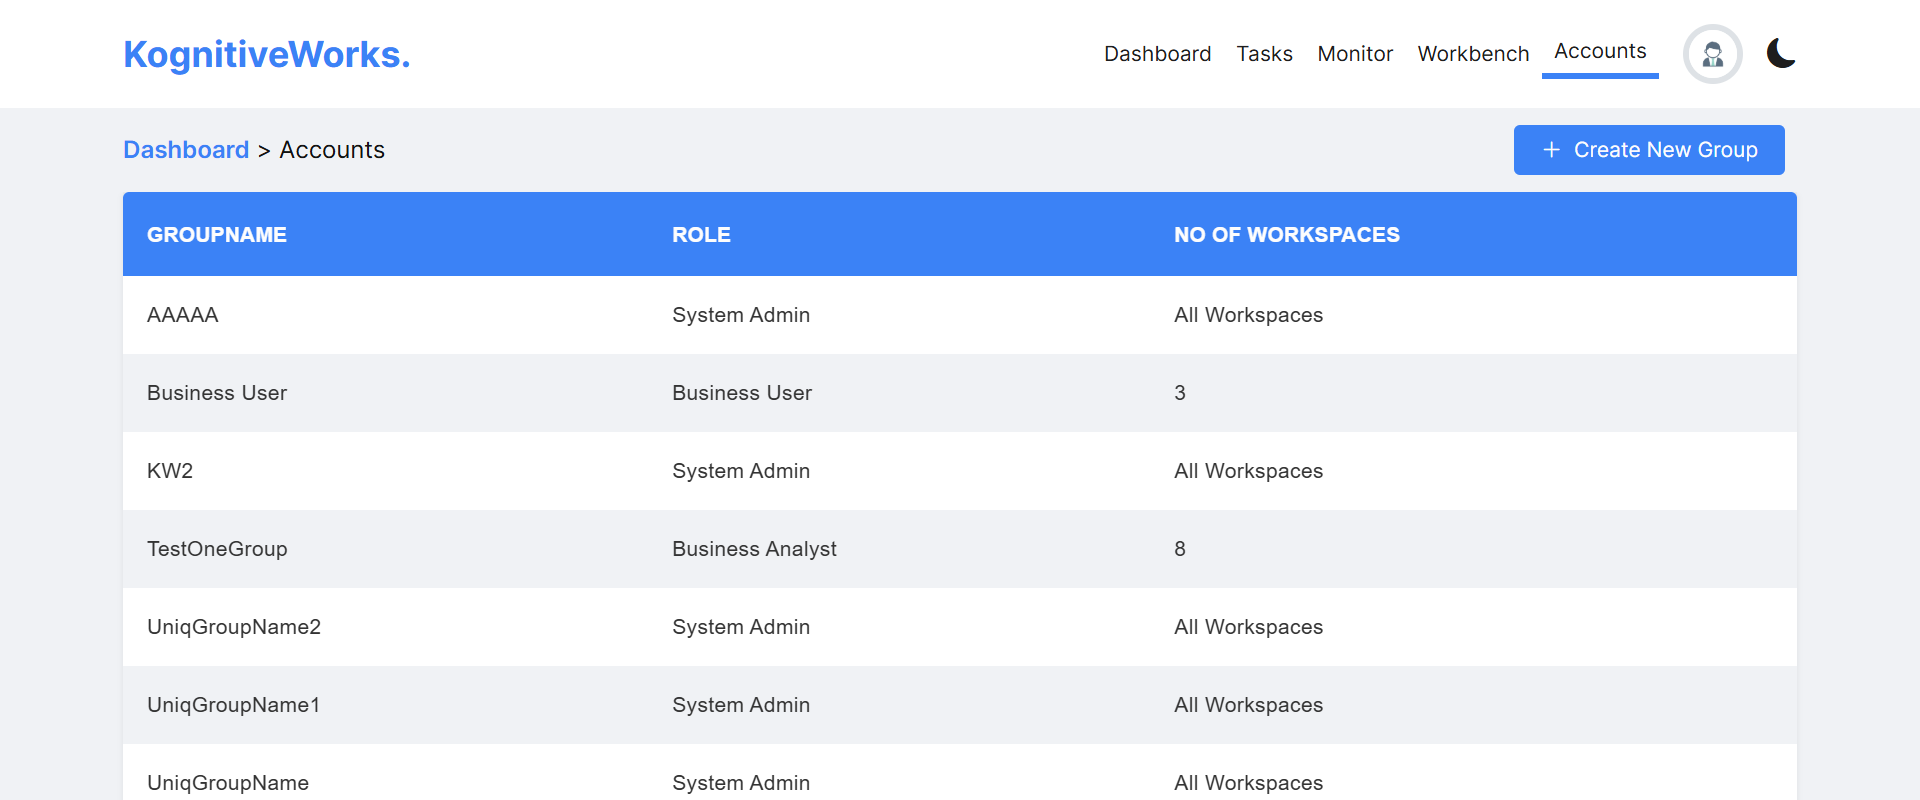 KognitiveWorks.
Dashboard Tasks Monitor Workbench Accounts
Dashboard > Accounts
+ Create New Group
GROUPNAME ROLE NO OF WORKSPACES
AAAAA System Admin All Workspaces
Business User Business User 3
KW2 System Admin All Workspaces
TestOneGroup Business Analyst 8
UniqGroupName2 System Admin All Workspaces
UniqGroupName1 System Admin All Workspaces
UniqGroupName System Admin All Workspaces